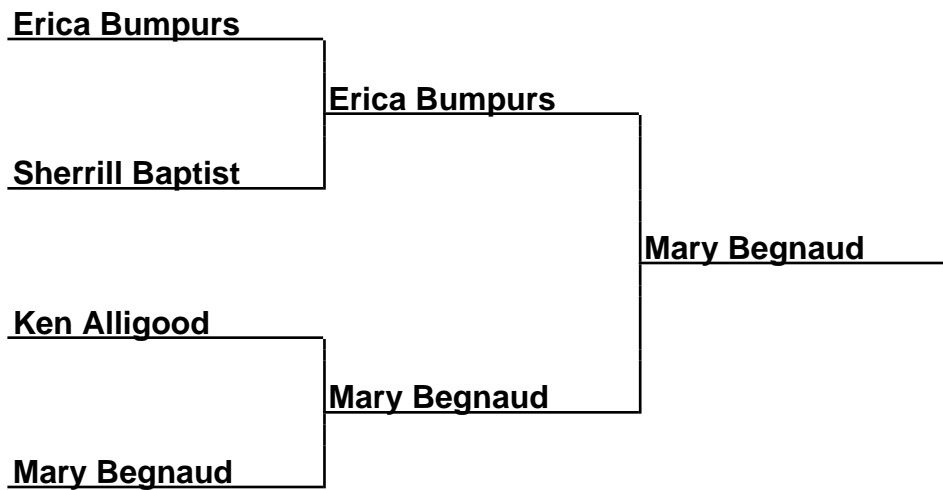 Erica Bumpurs
Erica Bumpurs
Sherrill Baptist
Mary Begnaud
Ken Alligood
Mary Begnaud
Mary Begnaud